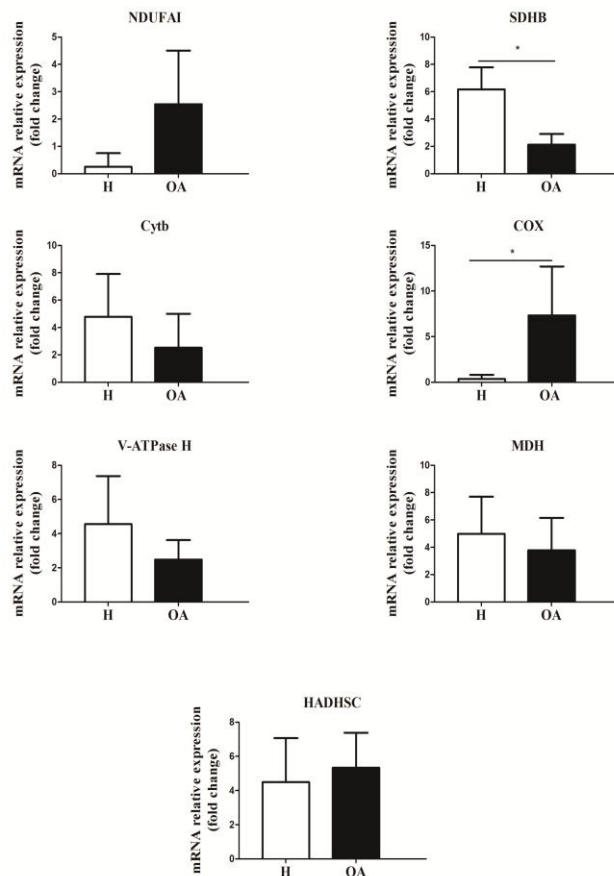 NDUFAI
mRNA relative expression
(fold change)
5
4
3
2
1
0
H OA
SDHB
mRNA relative expression
(fold change)
10
8
6
4
2
0
*
H OA
Cytb
mRNA relative expression
(fold change)
10
8
6
4
2
0
H OA
COX
mRNA relative expression
(fold change)
15
10
5
0
*
H OA
V-ATPase H
mRNA relative expression
(fold change)
8
6
4
2
0
H OA
MDH
mRNA relative expression
(fold change)
10
8
6
4
2
0
H OA
HADHSC
mRNA relative expression
(fold change)
8
6
4
2
0
H OA